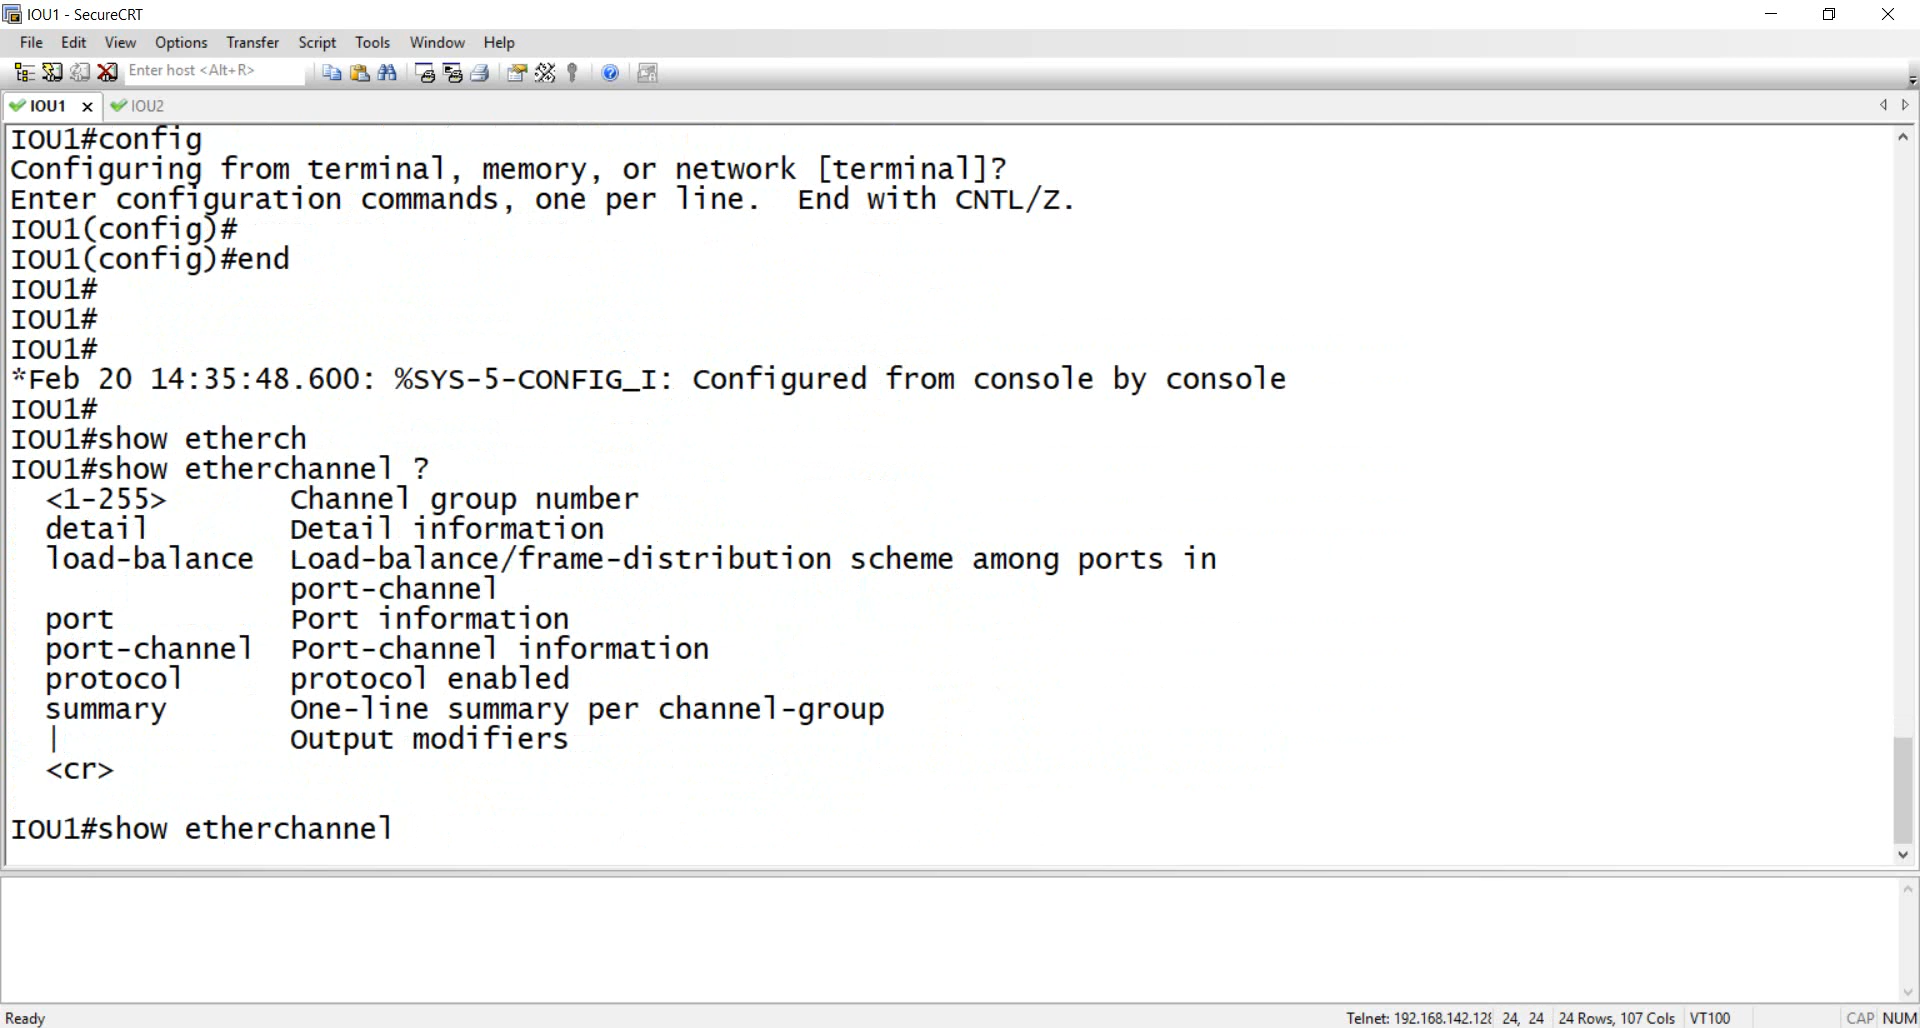 IOU1 - SecureCRT
File Edit View Options Transfer Script Tools Window Help
Enter host <Alt+R>
IOU1 IOU2
IOU1#config
Configuring from terminal, memory, or network [terminal]?
Enter configuration commands, one per line.  End with CNTL/Z.
IOU1(config)#
IOU1(config)#end
IOU1#
IOU1#
IOU1#
*Feb 20 14:35:48.600: %SYS-5-CONFIG_I: Configured from console by console
IOU1#
IOU1#show etherch
IOU1#show etherchannel ?
  <1-255>       Channel group number
  detail        Detail information
  load-balance  Load-balance/frame-distribution scheme among ports in
                port-channel
  port          Port information
  port-channel  Port-channel information
  protocol      protocol enabled
  summary       One-line summary per channel-group
  |             Output modifiers
  <cr>
IOU1#show etherchannel
Ready Telnet: 192.168.142.128 24, 24 24 Rows, 107 Cols VT100 CAP NUM